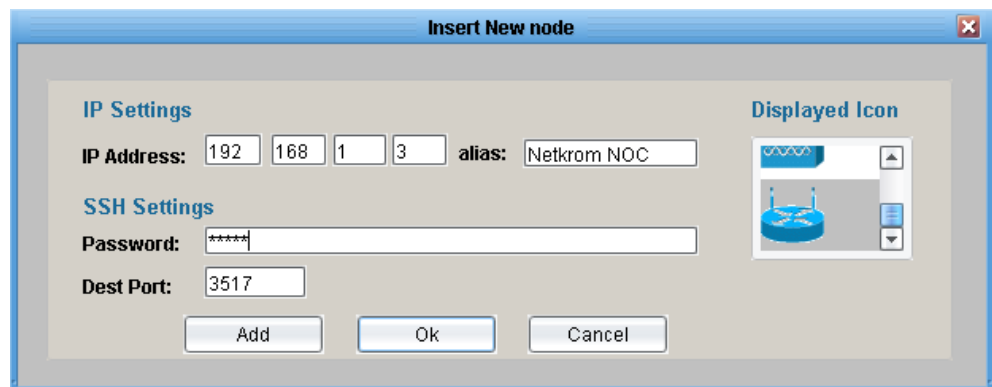 Insert New node
IP Settings
Displayed Icon
IP Address: 192 168 1 3 alias: Netkrom NOC
SSH Settings
Password: *****
Dest Port: 3517
Add Ok Cancel